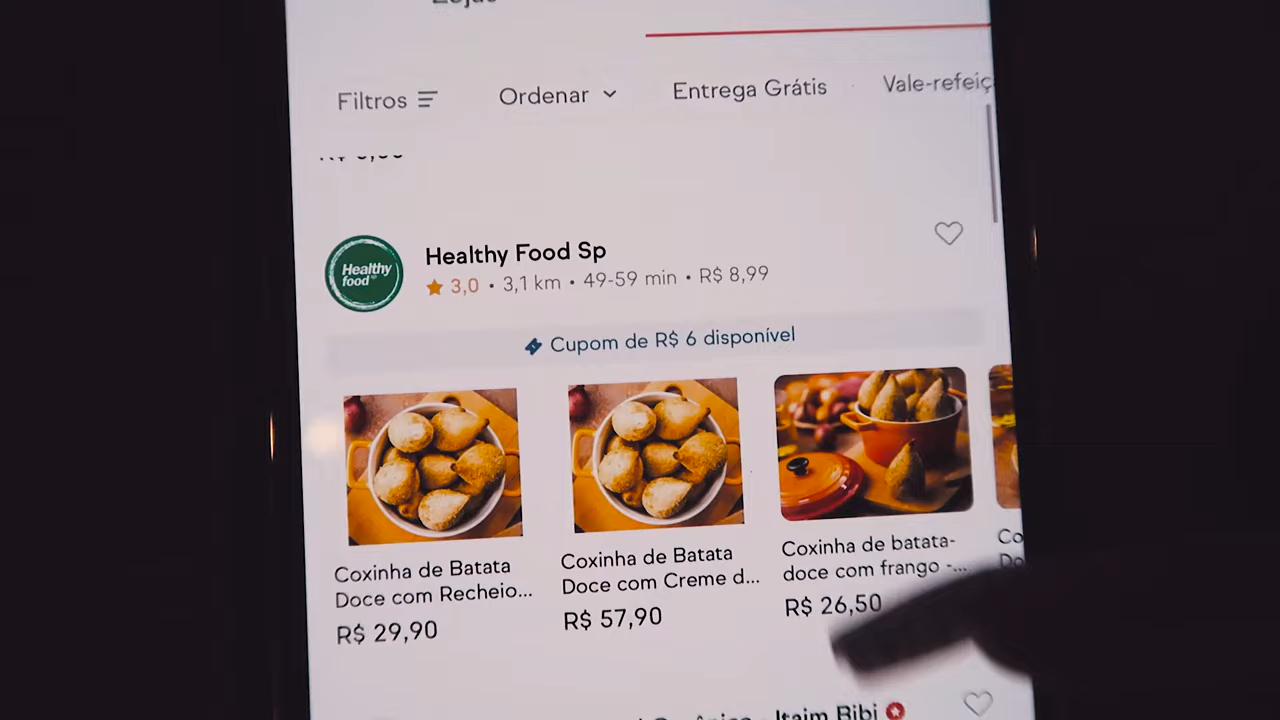 Filtros
Ordenar
Entrega Grátis
Vale-refeiç
Healthy Food Sp
Healthy
food
3,0 • 3,1 km • 49-59 min • R$ 8,99
Cupom de R$ 6 disponível
Coxinha de Batata
Doce com Recheio...
R$ 29,90
Coxinha de Batata
Doce com Creme d...
R$ 57,90
Coxinha de batata-
doce com frango -...
R$ 26,50
Co
Do
- Itaim Bibi